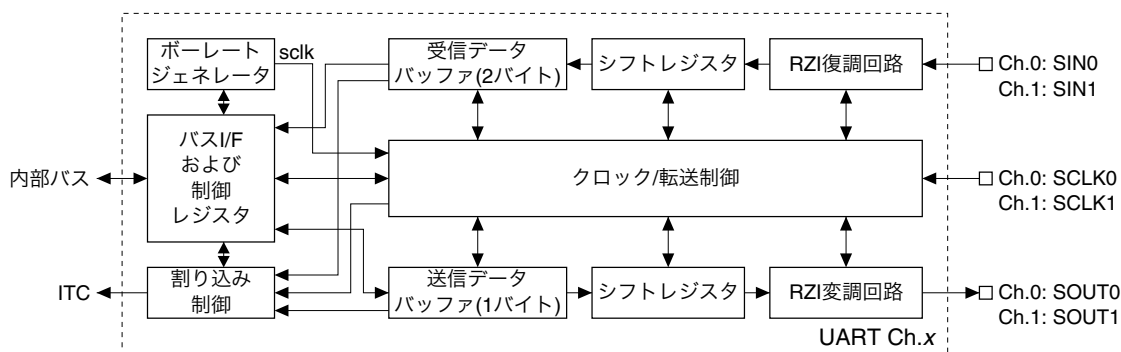 ボーレート
ジェネレータ
sclk
受信データ
バッファ(2バイト)
シフトレジスタ
RZI復調回路
Ch.0: SIN0
Ch.1: SIN1
内部バス
バスI/F
および
制御
レジスタ
クロック/転送制御
Ch.0: SCLK0
Ch.1: SCLK1
ITC
割り込み
制御
送信データ
バッファ(1バイト)
シフトレジスタ
RZI変調回路
Ch.0: SOUT0
Ch.1: SOUT1
UART Ch.x